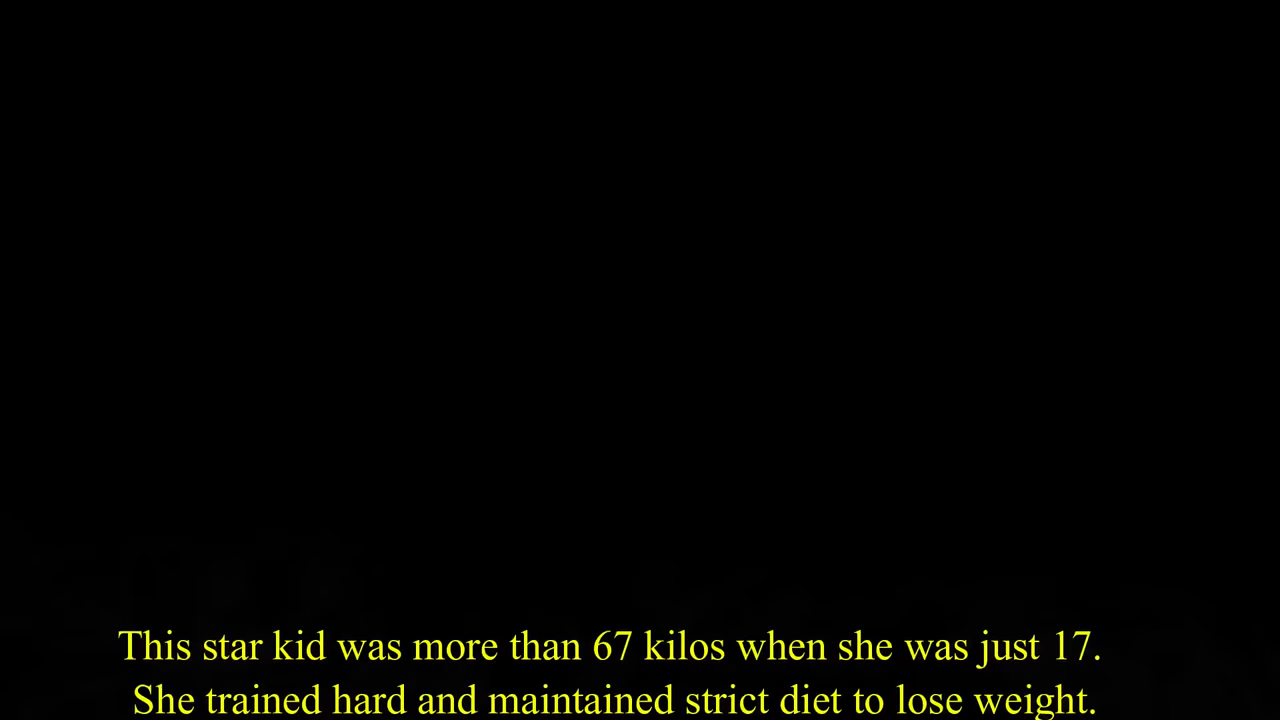 This star kid was more than 67 kilos when she was just 17.
She trained hard and maintained strict diet to lose weight.